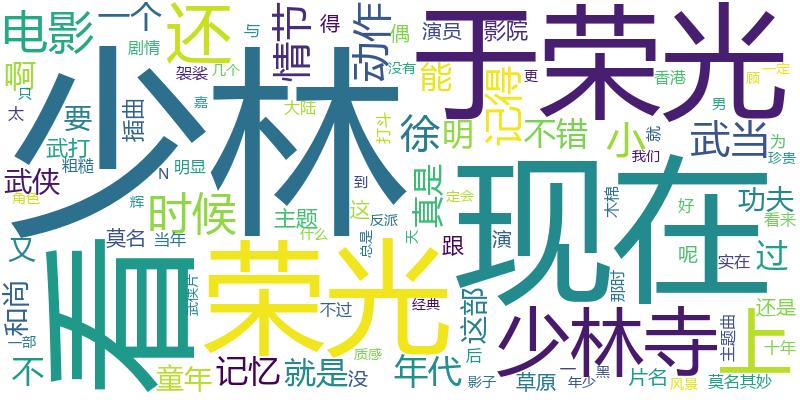 少林
于荣光
现在
看
荣光
少林寺
上
还
电影
一个
情节
得
动作
偶
演员
影院
与
剧情
啊
袈裟
几个
没有
能
记得
更
香港
顾
一定
太
只
嘉
大陆
男
要
插曲
徐
明
不错
小
武当
就
为
武打
打斗
我们
珍贵
武侠
粗糙
明显
N
到
真是
定会
木棉
好
功夫
角色
辉
时候
主题
这
反派
看来
又
莫名
当年
什么
总是
天
跟
演
呢
实在
过
和尚
武侠片
不过
经典
这部
那时
还是
一部
主题曲
十年
不
童年
记忆
就是
没
质感
年代
后
影子
草原
一
年少
黑
片名
风景
莫名其妙